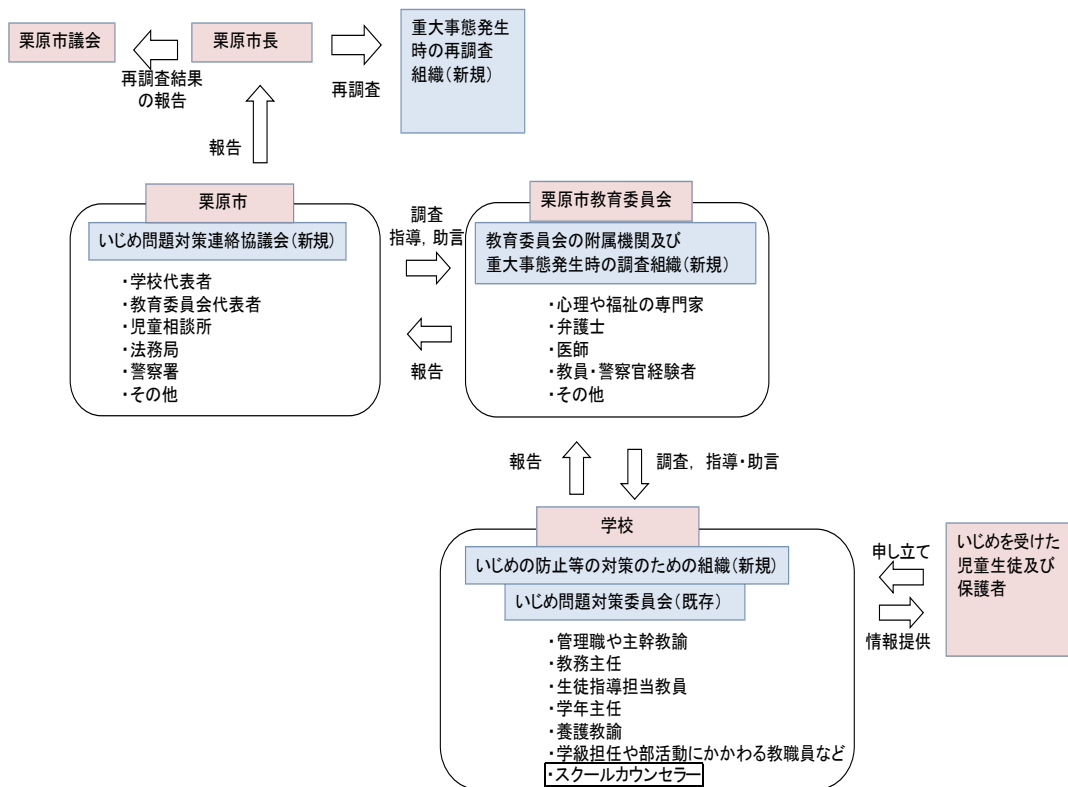 栗原市議会
栗原市長
重大事態発生
時の再調査
組織(新規)
再調査結果
の報告
再調査
報告
栗原市
いじめ問題対策連絡協議会(新規)
・学校代表者
・教育委員会代表者
・児童相談所
・法務局
・警察署
・その他
調査
指導，助言
報告
栗原市教育委員会
教育委員会の附属機関及び
重大事態発生時の調査組織(新規)
・心理や福祉の専門家
・弁護士
・医師
・教員・警察官経験者
・その他
報告
調査，指導・助言
学校
いじめの防止等の対策のための組織(新規)
いじめ問題対策委員会(既存)
・管理職や主幹教諭
・教務主任
・生徒指導担当教員
・学年主任
・養護教諭
・学級担任や部活動にかかわる教職員など
・スクールカウンセラー
申し立て
情報提供
いじめを受けた
児童生徒及び
保護者